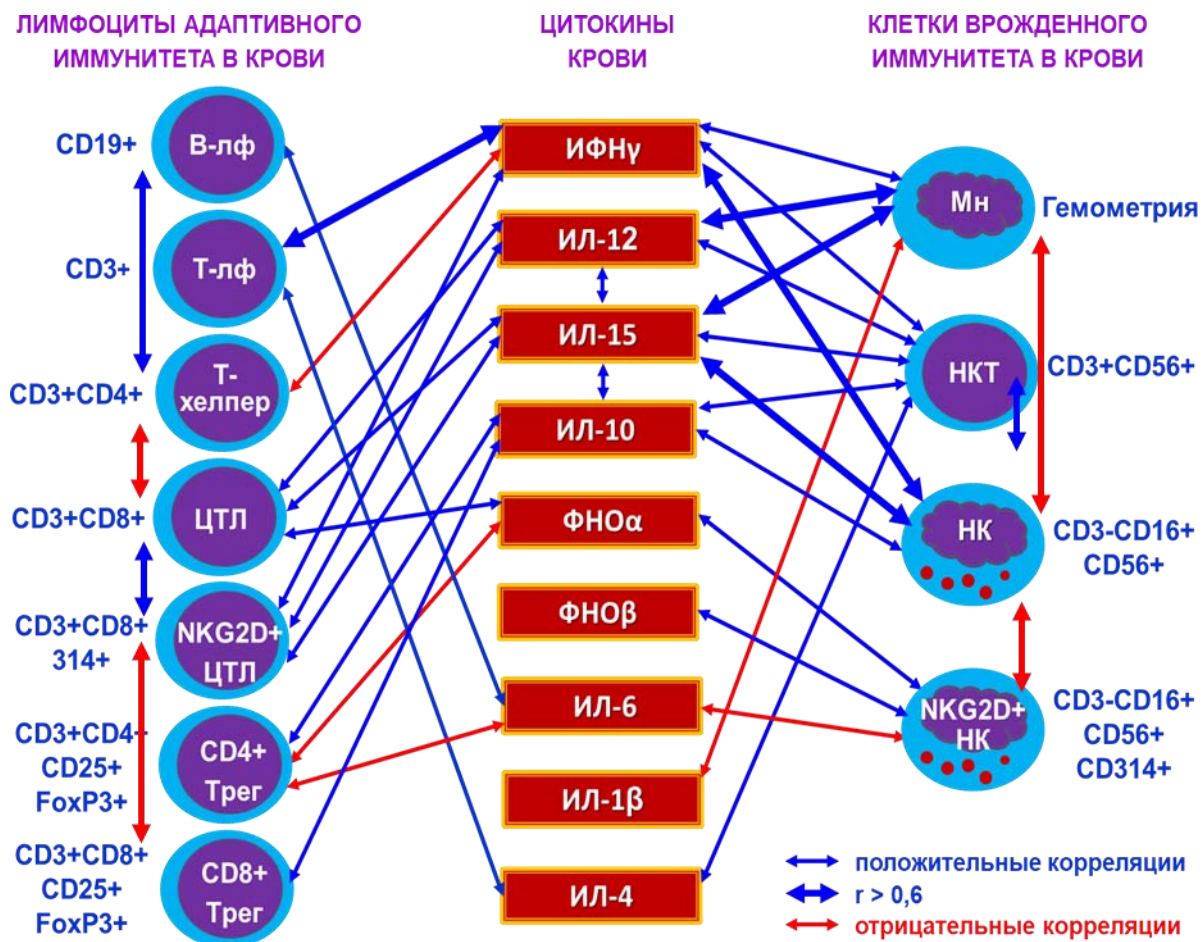 ЛИМФОЦИТЫ АДАПТИВНОГО
ИММУНИТЕТА В КРОВИ
ЦИТОКИНЫ
КРОВИ
КЛЕТКИ ВРОЖДЕННОГО
ИММУНИТЕТА В КРОВИ
CD19+
В-лф
CD3+
Т-лф
CD3+CD4+
Т-
хелпер
CD3+CD8+
ЦТЛ
CD3+CD8+
314+
NKG2D+
ЦТЛ
CD3+CD4+
CD25+
FoxP3+
CD4+
Трег
CD3+CD8+
CD25+
FoxP3+
CD8+
Трег
ИФНγ
ИЛ-12
ИЛ-15
ИЛ-10
ФНОα
ФНОβ
ИЛ-6
ИЛ-1β
ИЛ-4
Мн
Гемометрия
НКТ
CD3+CD56+
НК
CD3-CD16+
CD56+
NKG2D+
НК
CD3-CD16+
CD56+
CD314+
положительные корреляции
r > 0,6
отрицательные корреляции